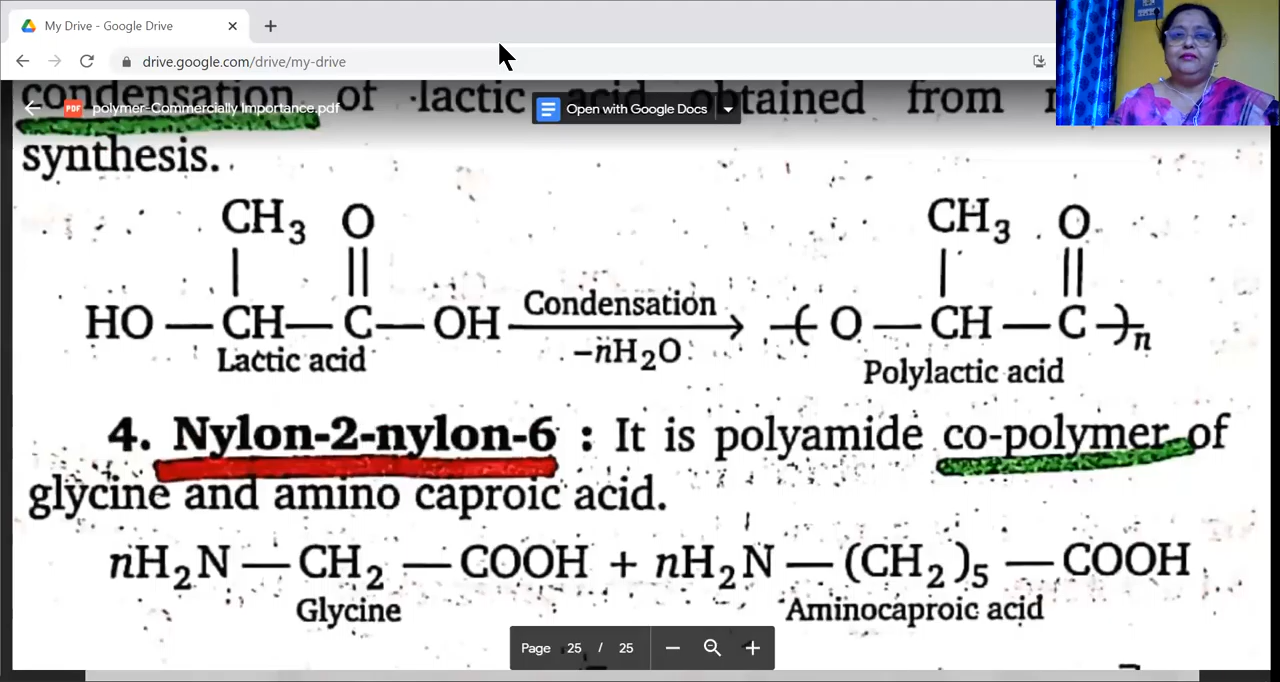 My Drive - Google Drive
drive.google.com/drive/my-drive
condensation of lactic acid obtained from
polymer-Commercially Importance.pdf
Open with Google Docs
synthesis.
CH3 O
HO — CH — C — OH Condensation –nH2O ( O — CH — C )n
CH3 O
Lactic acid
Polylactic acid
4. Nylon-2-nylon-6 : It is polyamide co-polymer of
glycine and amino caproic acid.
nH2N — CH2 — COOH + nH2N — (CH2)5 — COOH
Glycine
Aminocaproic acid
Page 25 / 25